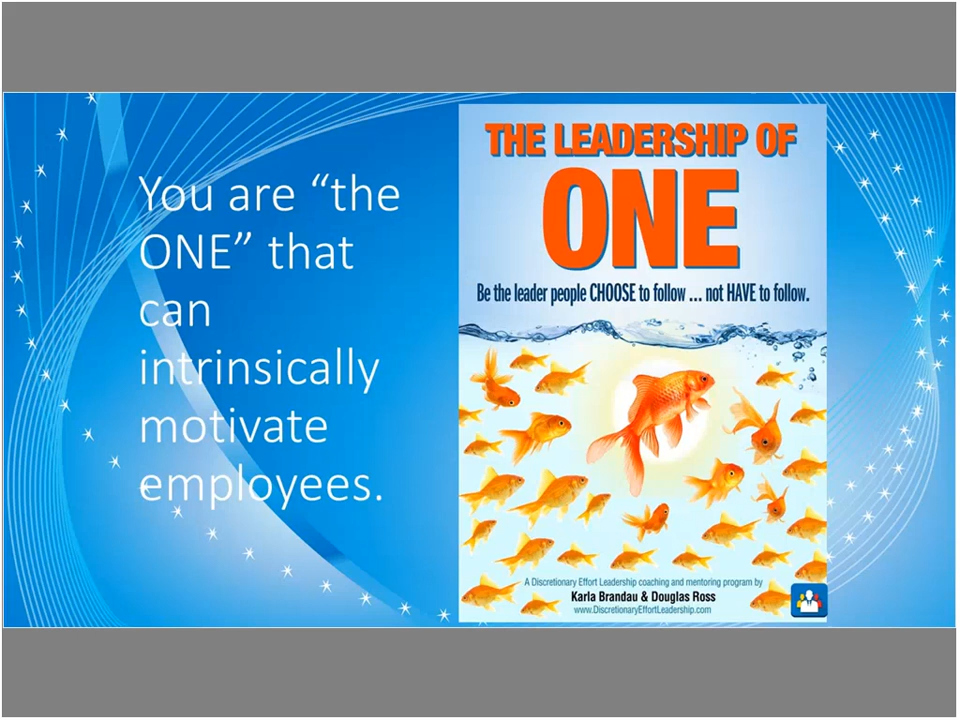 You are “the
ONE” that
can
intrinsically
motivate
employees.
THE LEADERSHIP OF
ONE
Be the leader people CHOOSE to follow ... not HAVE to follow.
A Discretionary Effort Leadership coaching and mentoring program by
Karla Brandau & Douglas Ross
www.DiscretionaryEffortLeadership.com